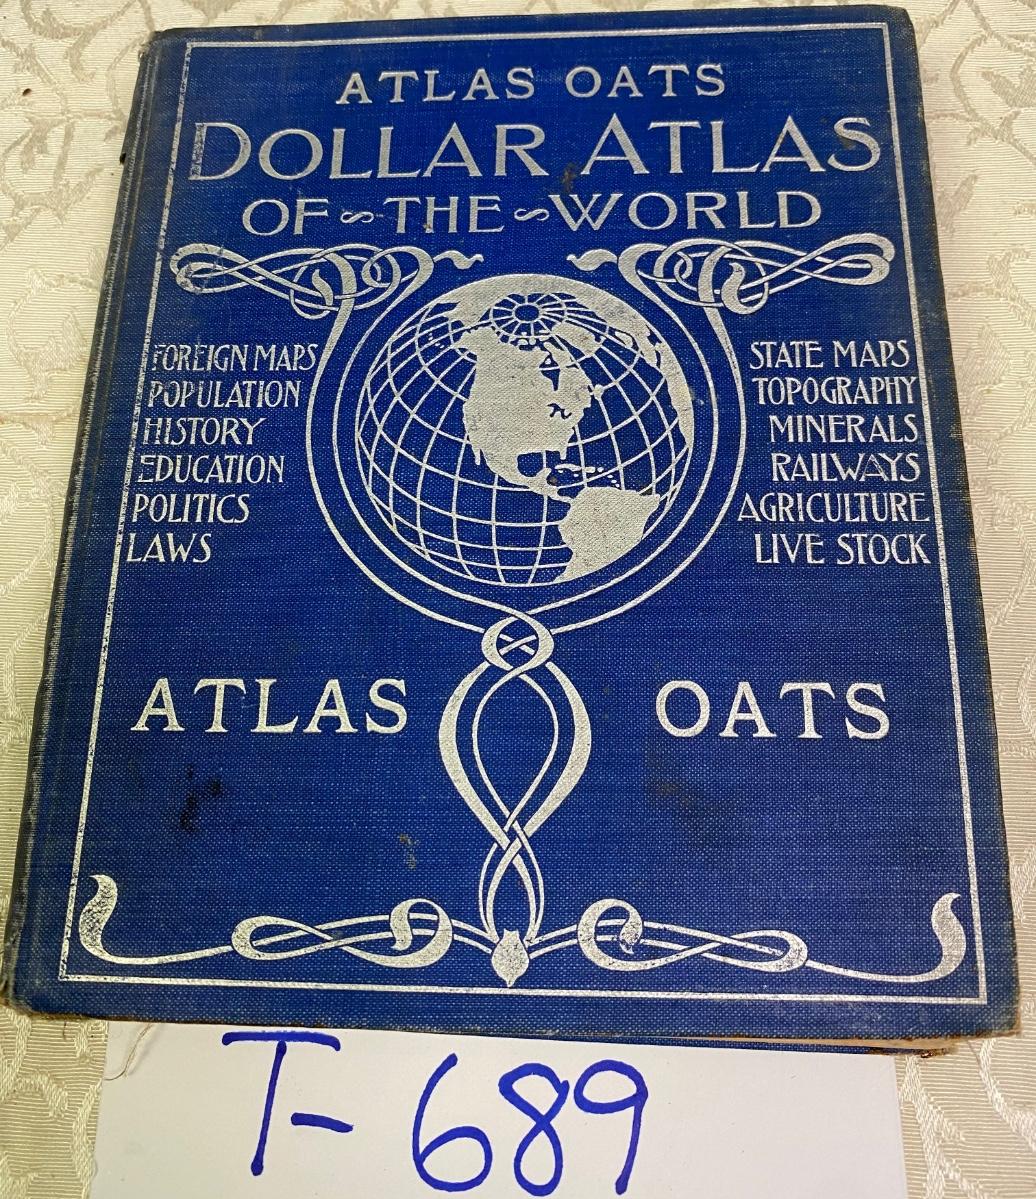 ATLAS OATS
DOLLAR ATLAS
OF THE WORLD
FOREIGN MAPS
POPULATION
HISTORY
EDUCATION
POLITICS
LAWS
STATE MAPS
TOPOGRAPHY
MINERALS
RAILWAYS
AGRICULTURE
LIVE STOCK
ATLAS OATS
T-689